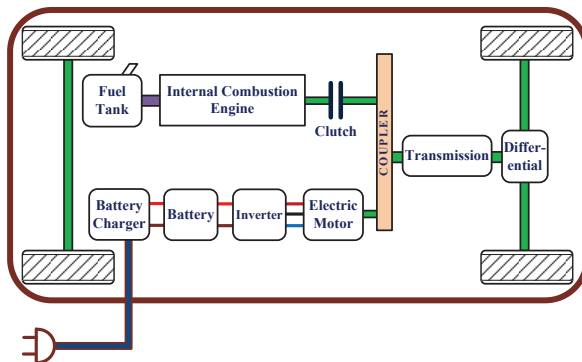 Fuel
Tank
Internal Combustion
Engine
Clutch
COUPLER
Transmission
Differ-
ential
Battery
Charger
Battery
Inverter
Electric
Motor